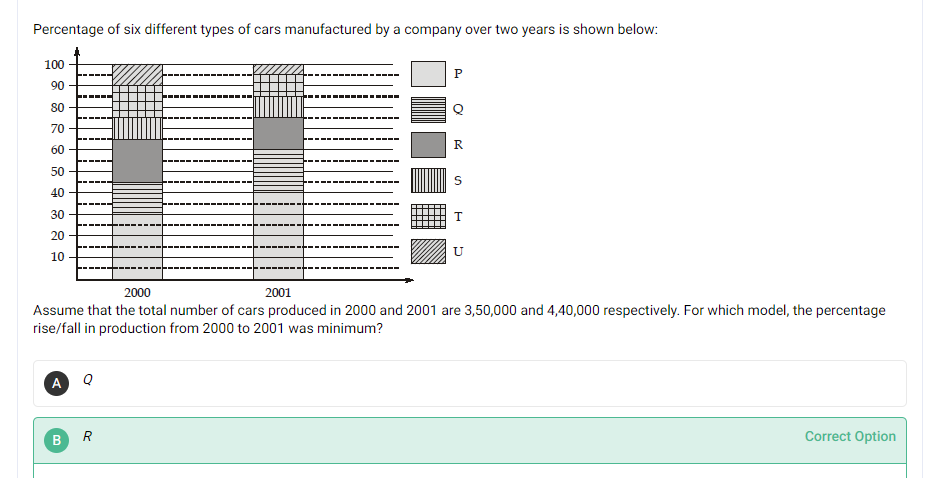 Percentage of six different types of cars manufactured by a company over two years is shown below:
100
90
80
70
60
50
40
30
20
10
2000
2001
P
Q
R
S
T
U
Assume that the total number of cars produced in 2000 and 2001 are 3,50,000 and 4,40,000 respectively. For which model, the percentage
rise/fall in production from 2000 to 2001 was minimum?
A Q
B R Correct Option